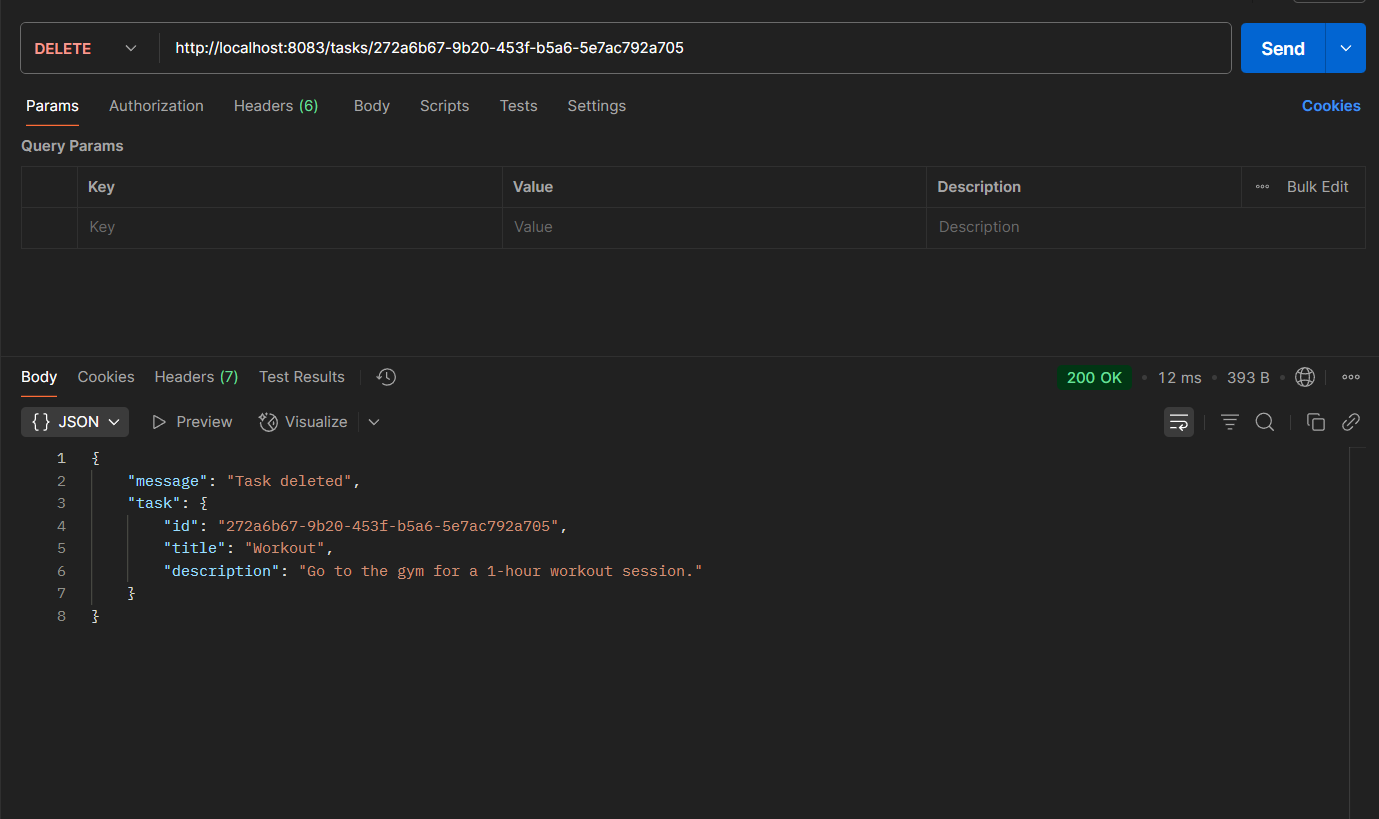 DELETE http://localhost:8083/tasks/272a6b67-9b20-453f-b5a6-5e7ac792a705 Send
Params Authorization Headers (6) Body Scripts Tests Settings Cookies
Query Params
Key Value Description Bulk Edit
Key Value Description
Body Cookies Headers (7) Test Results 200 OK 12 ms 393 B
{} JSON Preview Visualize
1 {
2 "message": "Task deleted",
3 "task": {
4 "id": "272a6b67-9b20-453f-b5a6-5e7ac792a705",
5 "title": "Workout",
6 "description": "Go to the gym for a 1-hour workout session."
7 }
8 }